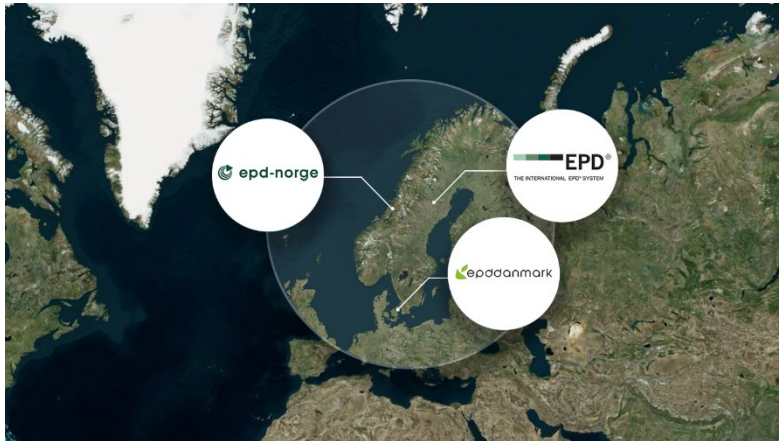 epd-norge
EPD®
THE INTERNATIONAL EPD® SYSTEM
epddanmark